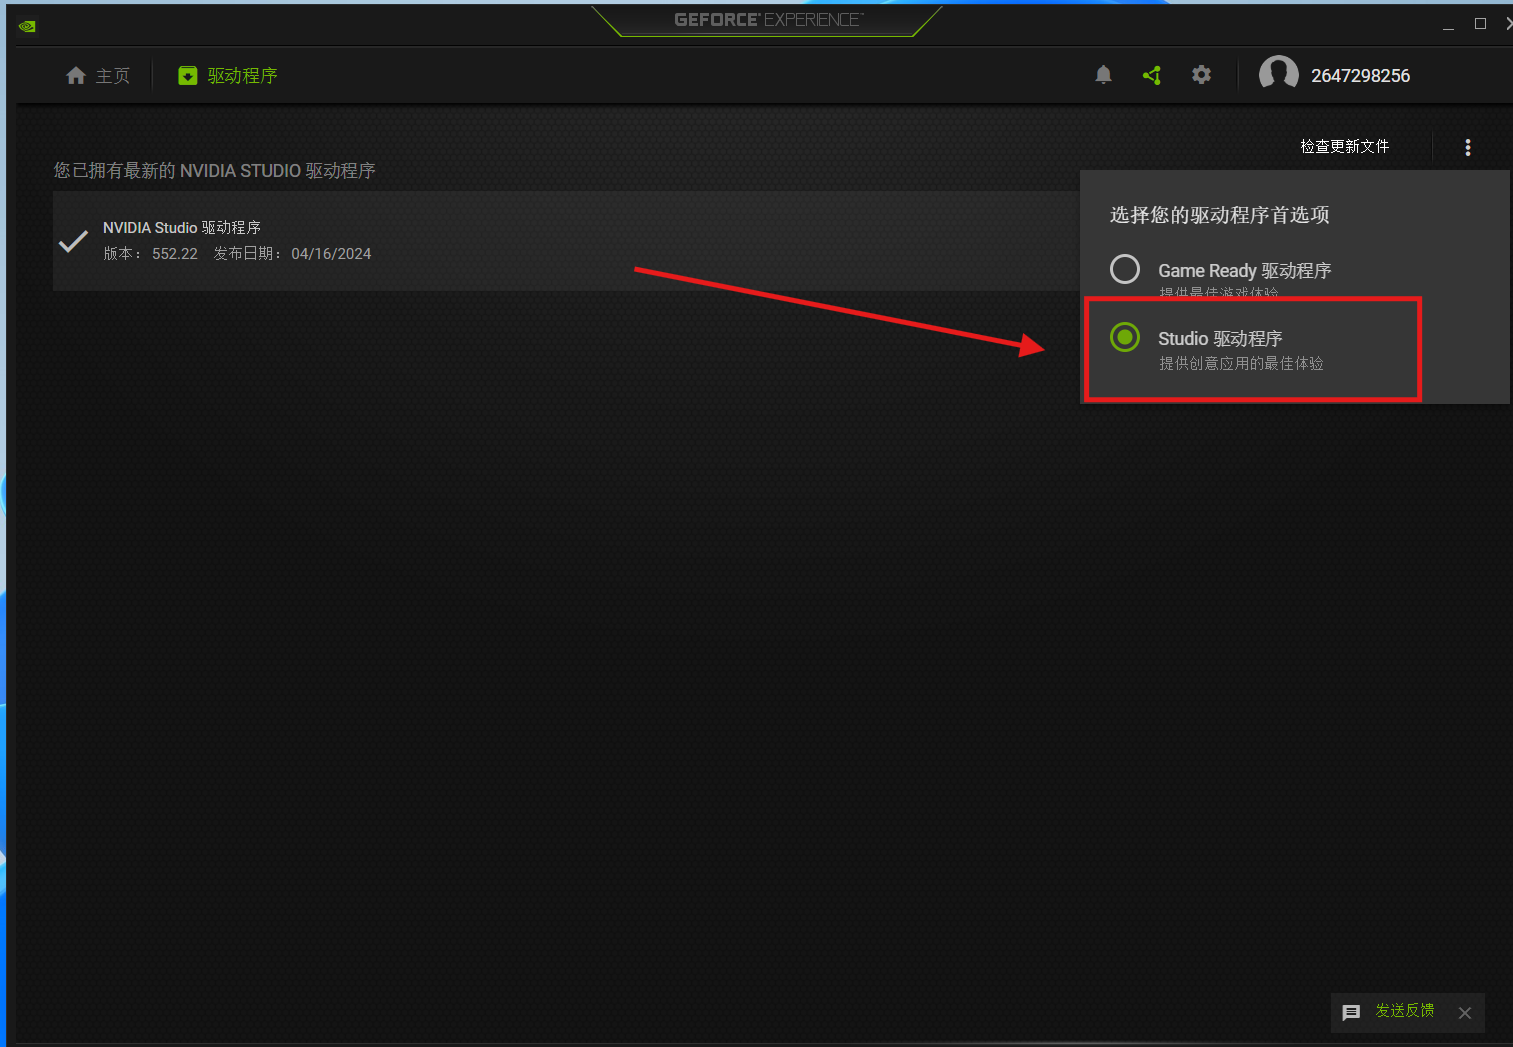 GEFORCE EXPERIENCE
主页
驱动程序
2647298256
检查更新文件
您已拥有最新的 NVIDIA STUDIO 驱动程序
NVIDIA Studio 驱动程序
版本： 552.22 发布日期：04/16/2024
选择您的驱动程序首选项
Game Ready 驱动程序
提供最佳游戏体验
Studio 驱动程序
提供创意应用的最佳体验
发送反馈